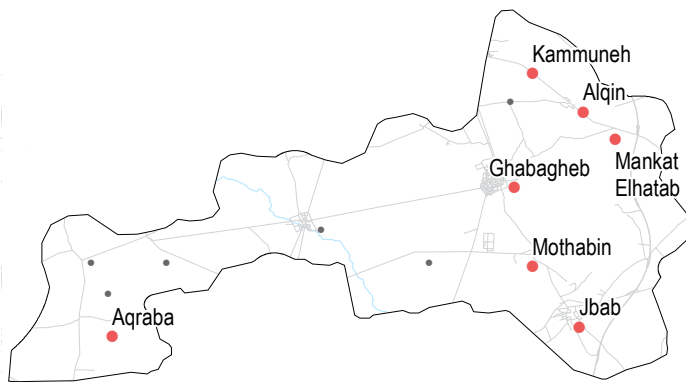 Kammuneh
Alqin
Mankat
Elhatab
Ghabagheb
Mothabin
Jbab
Aqraba